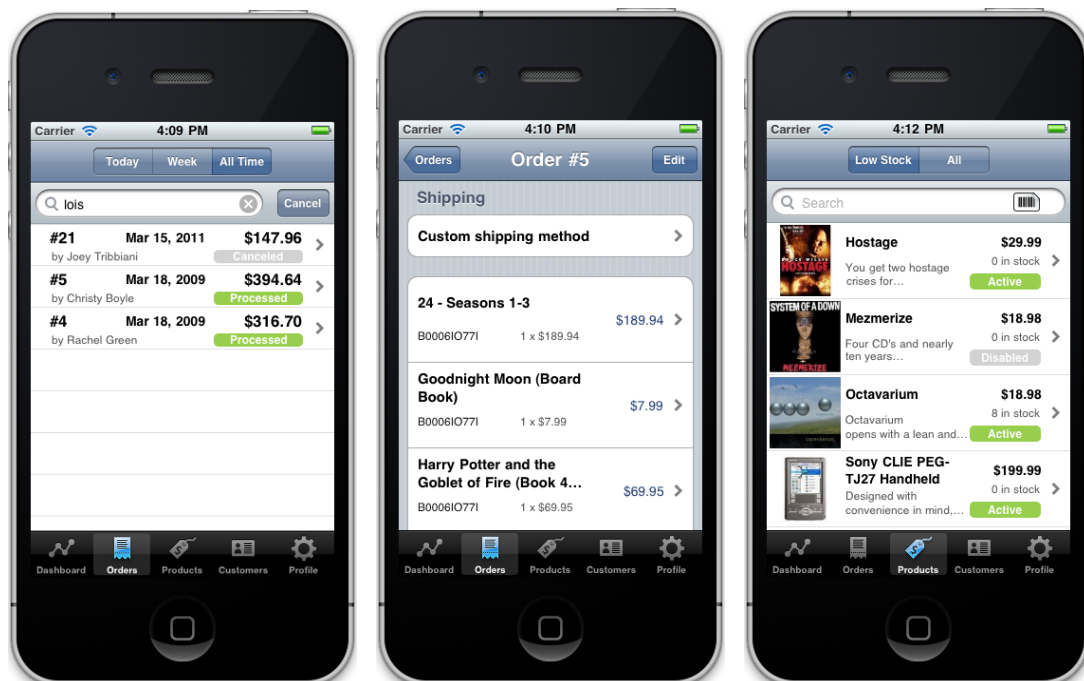 Carrier 4:09 PM
Today Week All Time
lois Cancel
#21 Mar 15, 2011 $147.96
by Joey Tribbiani Canceled
#5 Mar 18, 2009 $394.64
by Christy Boyle Processed
#4 Mar 18, 2009 $316.70
by Rachel Green Processed
Dashboard Orders Products Customers Profile
Carrier 4:10 PM
Orders Order #5 Edit
Shipping
Custom shipping method
24 - Seasons 1-3
$189.94
B0006IO77I 1 x $189.94
Goodnight Moon (Board
Book)
$7.99
B0006IO77I 1 x $7.99
Harry Potter and the
Goblet of Fire (Book 4...
$69.95
B0006IO77I 1 x $69.95
Dashboard Orders Products Customers Profile
Carrier 4:12 PM
Low Stock All
Search
HOSTAGE
Hostage $29.99
0 in stock
You get two hostage
crises for...
Active
SYSTEM OF A DOWN
MEZMERIZE
Mezmerize $18.98
0 in stock
Four CD's and nearly
ten years...
Disabled
Octavarium $18.98
8 in stock
Octavarium
opens with a lean and...
Active
Sony CLIE PEG-
TJ27 Handheld
$199.99
0 in stock
Designed with
convenience in mind,...
Active
Dashboard Orders Products Customers Profile